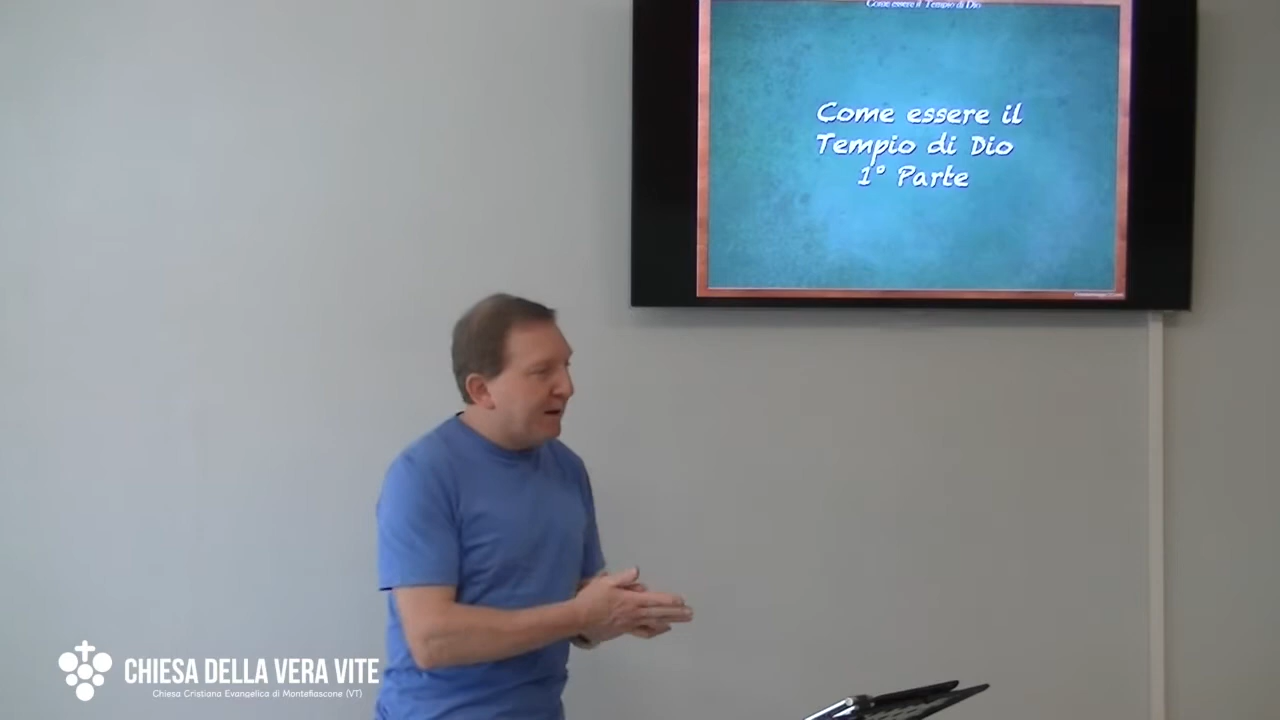 Come essere il Tempio di Dio
Come essere il
Tempio di Dio
1° Parte
CHIESA DELLA VERA VITE
Chiesa Cristiana Evangelica di Montefiascone (VT)